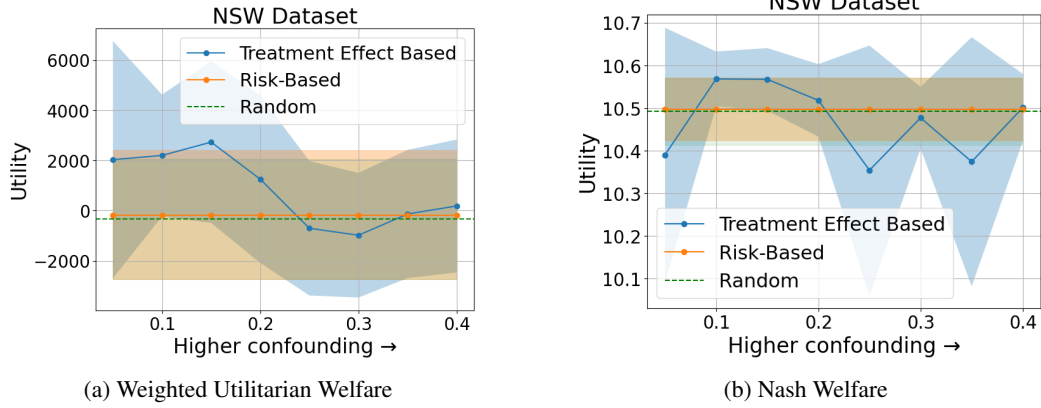 NSW Dataset
6000
4000
2000
0
−2000
Utility
Treatment Effect Based
Risk-Based
Random
0.1 0.2 0.3 0.4
Higher confounding →
(a) Weighted Utilitarian Welfare
NSW Dataset
10.7
10.6
10.5
10.4
10.3
10.2
10.1
Utility
Treatment Effect Based
Risk-Based
Random
0.1 0.2 0.3 0.4
Higher confounding →
(b) Nash Welfare